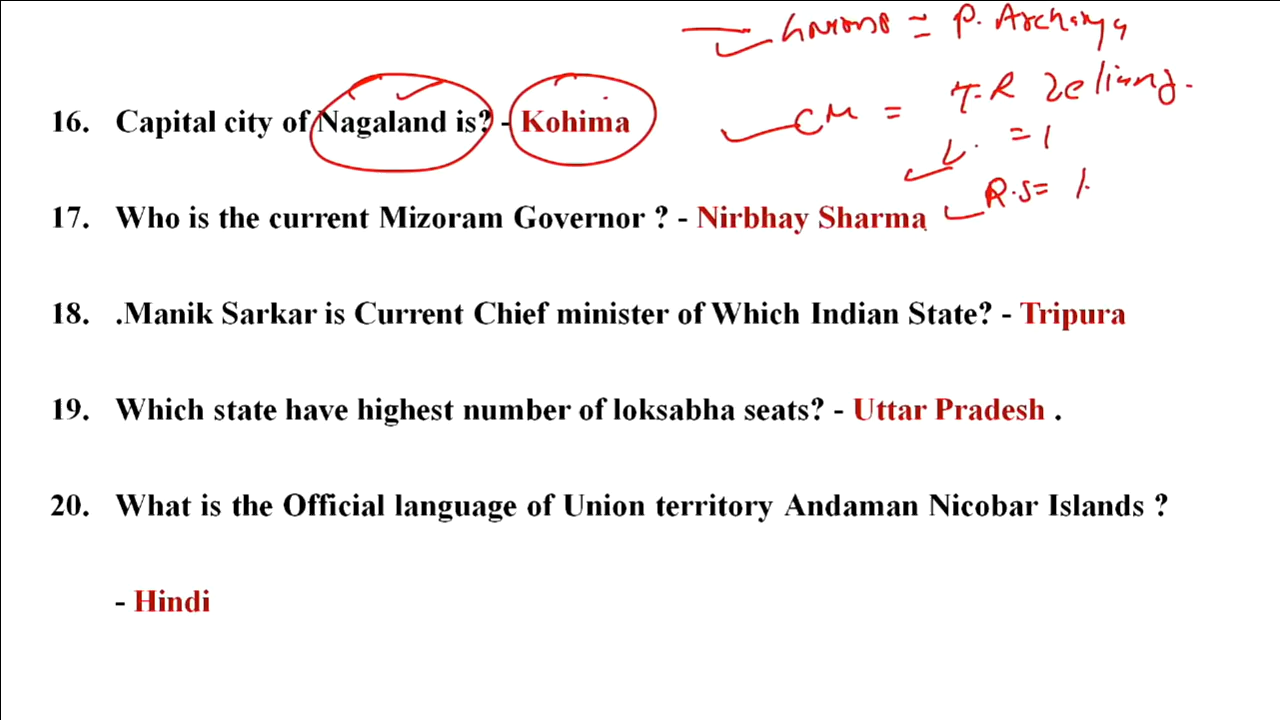 = P. Archarya
CM = T.R Zeliang.
L. = 1
R.S= 1
16. Capital city of Nagaland is? - Kohima
17. Who is the current Mizoram Governor ? - Nirbhay Sharma
18. .Manik Sarkar is Current Chief minister of Which Indian State? - Tripura
19. Which state have highest number of loksabha seats? - Uttar Pradesh .
20. What is the Official language of Union territory Andaman Nicobar Islands ?
- Hindi